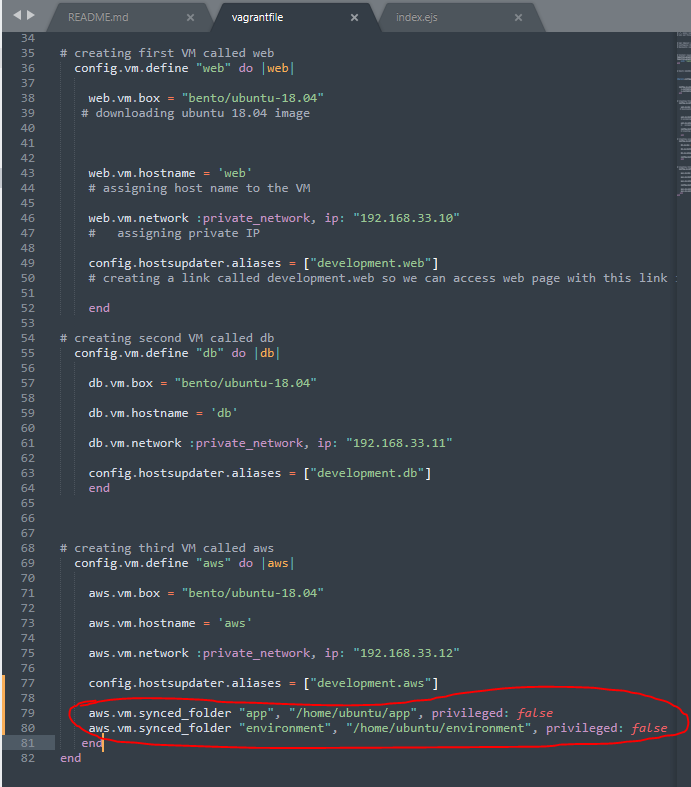 README.md
vagrantfile
index.ejs
34
35 # creating first VM called web
36 config.vm.define "web" do |web|
37
38 web.vm.box = "bento/ubuntu-18.04"
39 # downloading ubuntu 18.04 image
40
41
42
43 web.vm.hostname = 'web'
44 # assigning host name to the VM
45
46 web.vm.network :private_network, ip: "192.168.33.10"
47 #   assigning private IP
48
49 config.hostsupdater.aliases = ["development.web"]
50 # creating a link called development.web so we can access web page with this link
51
52 end
53
54 # creating second VM called db
55 config.vm.define "db" do |db|
56
57 db.vm.box = "bento/ubuntu-18.04"
58
59 db.vm.hostname = 'db'
60
61 db.vm.network :private_network, ip: "192.168.33.11"
62
63 config.hostsupdater.aliases = ["development.db"]
64 end
65
66
67
68 # creating third VM called aws
69 config.vm.define "aws" do |aws|
70
71 aws.vm.box = "bento/ubuntu-18.04"
72
73 aws.vm.hostname = 'aws'
74
75 aws.vm.network :private_network, ip: "192.168.33.12"
76
77 config.hostsupdater.aliases = ["development.aws"]
78
79 aws.vm.synced_folder "app", "/home/ubuntu/app", privileged: false
80 aws.vm.synced_folder "environment", "/home/ubuntu/environment", privileged: false
81 end
82 end